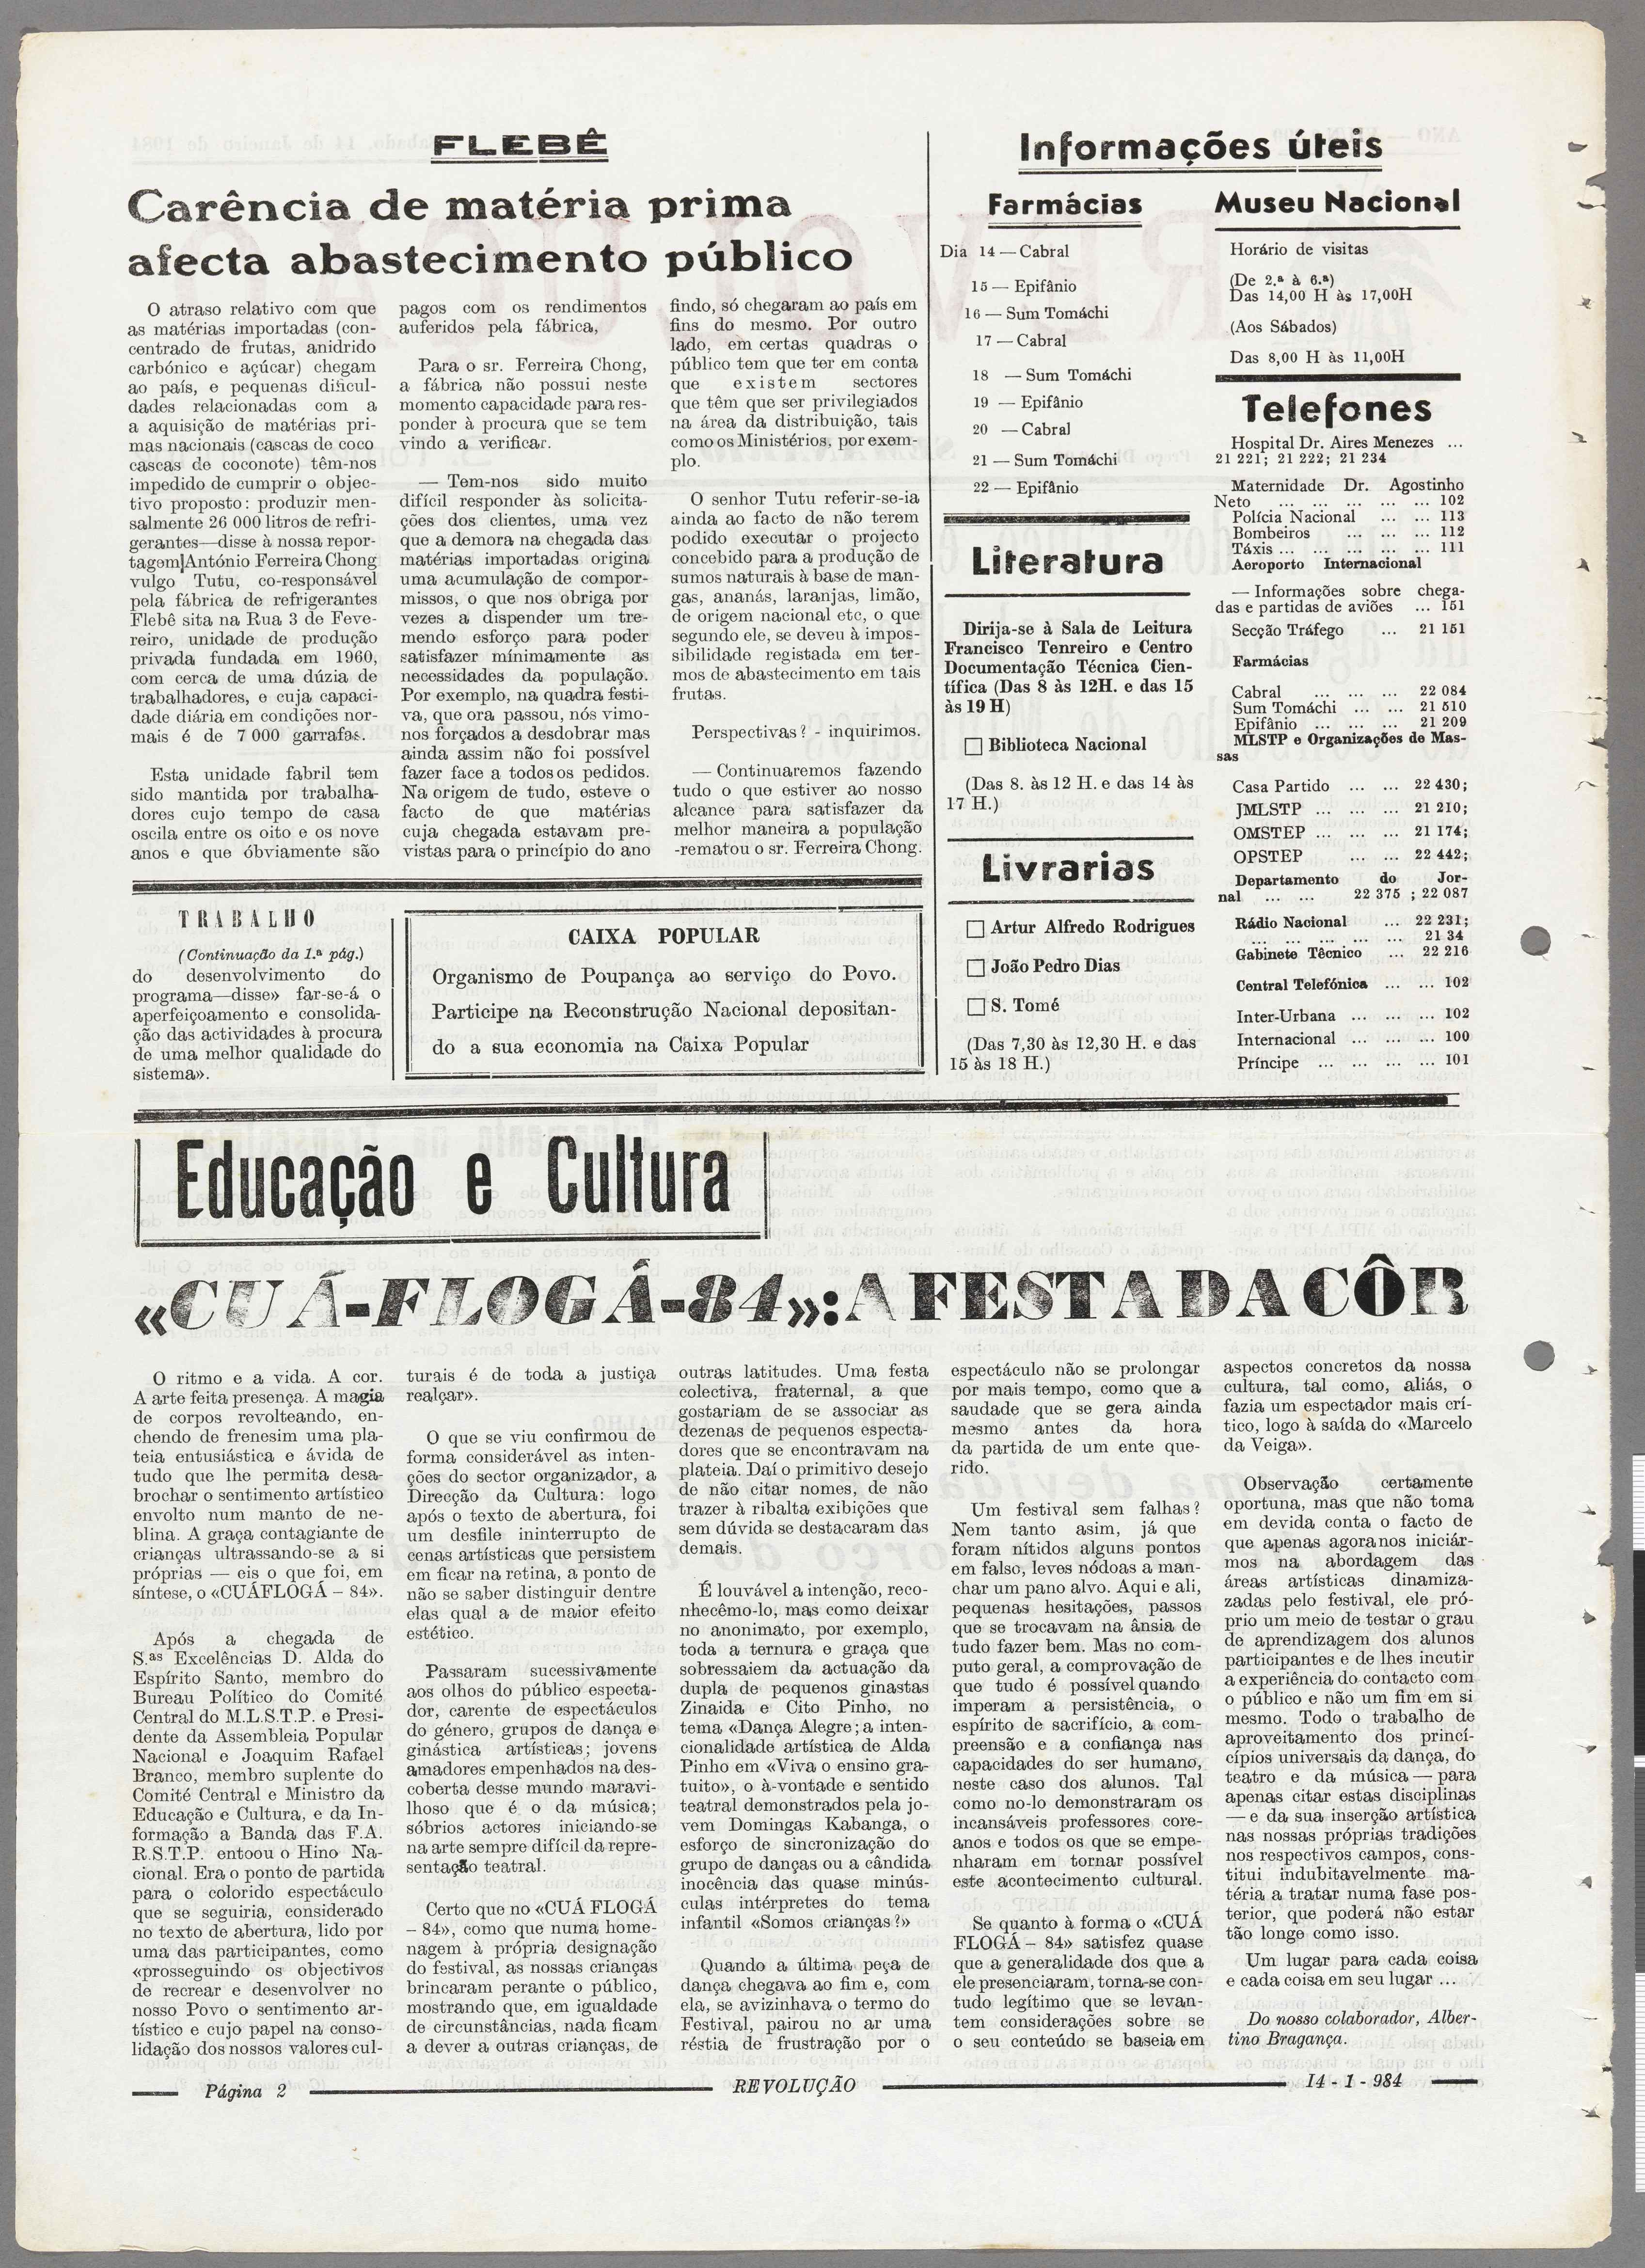 FLEBÊ
Carência de matéria prima
afecta abastecimento público
O atraso relativo com que
as matérias importadas (con-
centrado de frutas, anidrido
carbónico e açúcar) chegam
ao país, e pequenas dificul-
dades relacionadas com a
a aquisição de matérias pri-
mas nacionais (cascas de coco
cascas de coconote) têm-nos
impedido de cumprir o objec-
tivo proposto: produzir men-
salmente 26 000 litros de refri-
gerantes—disse à nossa repor-
tagem António Ferreira Chong
vulgo Tutu, co-responsável
pela fábrica de refrigerantes
Flebê sita na Rua 3 de Feve-
reiro, unidade de produção
privada fundada em 1960,
com cerca de uma dúzia de
trabalhadores, e cuja capaci-
dade diária em condições nor-
mais é de 7 000 garrafas.
Esta unidade fabril tem
sido mantida por trabalha-
dores cujo tempo de casa
oscila entre os oito e os nove
anos e que óbviamente são
pagos com os rendimentos
auferidos pela fábrica,
Para o sr. Ferreira Chong,
a fábrica não possui neste
momento capacidade para res-
ponder à procura que se tem
vindo a verificar.
— Tem-nos sido muito
difícil responder às solicita-
ções dos clientes, uma vez
que a demora na chegada das
matérias importadas origina
uma acumulação de compor-
missos, o que nos obriga por
vezes a dispender um tre-
mendo esforço para poder
satisfazer mínimamente as
necessidades da população.
Por exemplo, na quadra festi-
va, que ora passou, nós vimo-
nos forçados a desdobrar mas
ainda assim não foi possível
fazer face a todos os pedidos.
Na origem de tudo, esteve o
facto de que matérias
cuja chegada estavam pre-
vistas para o princípio do ano
findo, só chegaram ao país em
fins do mesmo. Por outro
lado, em certas quadras o
público tem que ter em conta
que existem sectores
que têm que ser privilegiados
na área da distribuição, tais
como os Ministérios, por exem-
plo.
O senhor Tutu referir-se-ia
ainda ao facto de não terem
podido executar o projecto
concebido para a produção de
sumos naturais à base de man-
gas, ananás, laranjas, limão,
de origem nacional etc, o que
segundo ele, se deveu à impos-
sibilidade registada em ter-
mos de abastecimento em tais
frutas.
Perspectivas? - inquirimos.
— Continuaremos fazendo
tudo o que estiver ao nosso
alcance para satisfazer da
melhor maneira a população
-rematou o sr. Ferreira Chong.
TRABALHO
(Continuação da 1.ª pág.)
do desenvolvimento do
programa—disse» far-se-á o
aperfeiçoamento e consolida-
ção das actividades à procura
de uma melhor qualidade do
sistema».
CAIXA POPULAR
Organismo de Poupança ao serviço do Povo.
Participe na Reconstrução Nacional depositan-
do a sua economia na Caixa Popular
Informações úteis
Farmácias
Dia 14 — Cabral
15 — Epifânio
16 — Sum Tomáchi
17 — Cabral
18 — Sum Tomáchi
19 — Epifânio
20 — Cabral
21 — Sum Tomáchi
22 — Epifânio
Literatura
Dirija-se à Sala de Leitura
Francisco Tenreiro e Centro
Documentação Técnica Cien-
tífica (Das 8 às 12H. e das 15
às 19 H)
Biblioteca Nacional
(Das 8. às 12 H. e das 14 às
17 H.)
Livrarias
Artur Alfredo Rodrigues
João Pedro Dias
S. Tomé
(Das 7,30 às 12,30 H. e das
15 às 18 H.)
Museu Nacional
Horário de visitas
(De 2.ª à 6.ª)
Das 14,00 H às 17,00H
(Aos Sábados)
Das 8,00 H às 11,00H
Telefones
Hospital Dr. Aires Menezes ...
21 221; 21 222; 21 234
Maternidade Dr. Agostinho
Neto ... ... ... ... ... 102
Polícia Nacional ... ... 113
Bombeiros ... ... ... 112
Táxis ... ... ... ... ... 111
Aeroporto Internacional
— Informações sobre chega-
das e partidas de aviões ... 151
Secção Tráfego ... 21 151
Farmácias
Cabral ... ... ... 22 084
Sum Tomáchi ... ... 21 510
Epifânio ... ... ... 21 209
MLSTP e Organizações de Mas-
sas
Casa Partido ... ... 22 430;
JMLSTP ... ... ... 21 210;
OMSTEP ... ... ... 21 174;
OPSTEP ... ... 22 442;
Departamento do Jor-
nal ... ... 22 375 ; 22 087
Rádio Nacional ... 22 231;
... ... ... ... ... 21 34
Gabinete Têcnico ... 22 216
Central Telefónica ... ... 102
Inter-Urbana ... ... ... 102
Internacional ... ... ... 100
Príncipe ... ... ... ... 101
Educação e Cultura
«CUÁ-FLOGÁ-84»: A FESTA DA CÔR
O ritmo e a vida. A cor.
A arte feita presença. A magia
de corpos revolteando, en-
chendo de frenesim uma pla-
teia entusiástica e ávida de
tudo que lhe permita desa-
brochar o sentimento artístico
envolto num manto de ne-
blina. A graça contagiante de
crianças ultrassando-se a si
próprias — eis o que foi, em
síntese, o «CUÁFLOGÁ – 84».
Após a chegada de
S.as Excelências D. Alda do
Espírito Santo, membro do
Bureau Político do Comité
Central do M.L.S.T.P. e Presi-
dente da Assembleia Popular
Nacional e Joaquim Rafael
Branco, membro suplente do
Comité Central e Ministro da
Educação e Cultura, e da In-
formação a Banda das F.A.
R.S.T.P. entoou o Hino Na-
cional. Era o ponto de partida
para o colorido espectáculo
que se seguiria, considerado
no texto de abertura, lido por
uma das participantes, como
«prosseguindo os objectivos
de recrear e desenvolver no
nosso Povo o sentimento ar-
tístico e cujo papel na conso-
lidação dos nossos valores cul-
turais é de toda a justiça
realçar».
O que se viu confirmou de
forma considerável as inten-
ções do sector organizador, a
Direcção da Cultura: logo
após o texto de abertura, foi
um desfile ininterrupto de
cenas artísticas que persistem
em ficar na retina, a ponto de
não se saber distinguir dentre
elas qual a de maior efeito
estético.
Passaram sucessivamente
aos olhos do público especta-
dor, carente de espectáculos
do género, grupos de dança e
ginástica artísticas; jovens
amadores empenhados na des-
coberta desse mundo maravi-
lhoso que é o da música;
sóbrios actores iniciando-se
na arte sempre difícil da repre-
sentação teatral.
Certo que no «CUÁ FLOGÁ
– 84», como que numa home-
nagem à própria designação
do festival, as nossas crianças
brincaram perante o público,
mostrando que, em igualdade
de circunstâncias, nada ficam
a dever a outras crianças, de
outras latitudes. Uma festa
colectiva, fraternal, a que
gostariam de se associar as
dezenas de pequenos especta-
dores que se encontravam na
plateia. Daí o primitivo desejo
de não citar nomes, de não
trazer à ribalta exibições que
sem dúvida se destacaram das
demais.
É louvável a intenção, reco-
nhecêmo-lo, mas como deixar
no anonimato, por exemplo,
toda a ternura e graça que
sobressaiem da actuação da
dupla de pequenos ginastas
Zinaida e Cito Pinho, no
tema «Dança Alegre; a inten-
cionalidade artística de Alda
Pinho em «Viva o ensino gra-
tuito», o à-vontade e sentido
teatral demonstrados pela jo-
vem Domingas Kabanga, o
esforço de sincronização do
grupo de danças ou a cândida
inocência das quase minús-
culas intérpretes do tema
infantil «Somos crianças?»
Quando a última peça de
dança chegava ao fim e, com
ela, se avizinhava o termo do
Festival, pairou no ar uma
réstia de frustração por o
espectáculo não se prolongar
por mais tempo, como que a
saudade que se gera ainda
mesmo antes da hora
da partida de um ente que-
rido.
Um festival sem falhas?
Nem tanto asim, já que
foram nítidos alguns pontos
em falso, leves nódoas a man-
char um pano alvo. Aqui e ali,
pequenas hesitações, passos
que se trocavam na ânsia de
tudo fazer bem. Mas no com-
puto geral, a comprovação de
que tudo é possível quando
imperam a persistência, o
espírito de sacrifício, a com-
preensão e a confiança nas
capacidades do ser humano,
neste caso dos alunos. Tal
como no-lo demonstraram os
incansáveis professores core-
anos e todos os que se empe-
nharam em tornar possível
este acontecimento cultural.
Se quanto à forma o «CUÁ
FLOGÁ – 84» satisfez quase
que a generalidade dos que a
ele presenciaram, torna-se con-
tudo legítimo que se levan-
tem considerações sobre se
o seu conteúdo se baseia em
aspectos concretos da nossa
cultura, tal como, aliás, o
fazia um espectador mais crí-
tico, logo à saída do «Marcelo
da Veiga».
Observação certamente
oportuna, mas que não toma
em devida conta o facto de
que apenas agora nos iniciár-
mos na abordagem das
áreas artísticas dinamiza-
zadas pelo festival, ele pró-
prio um meio de testar o grau
de aprendizagem dos alunos
participantes e de lhes incutir
a experiência do contacto com
o público e não um fim em si
mesmo. Todo o trabalho de
aproveitamento dos princí-
cípios universais da dança, do
teatro e da música — para
apenas citar estas disciplinas
— e da sua inserção artística
nas nossas próprias tradições
nos respectivos campos, cons-
titui indubitavelmente ma-
téria a tratar numa fase pos-
terior, que poderá não estar
tão longe como isso.
Um lugar para cada coisa
e cada coisa em seu lugar ...
Do nosso colaborador, Alber-
tino Bragança.
Página 2
REVOLUÇÃO
14 - 1 - 984